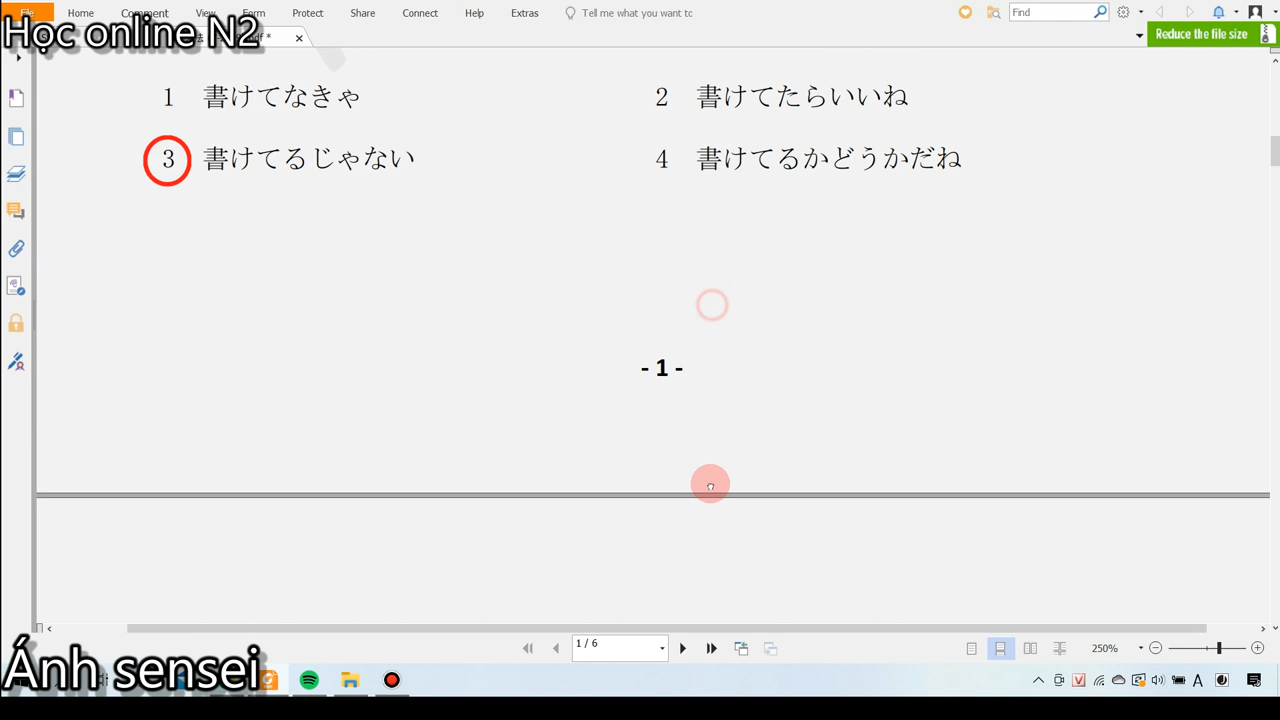 File Home Comment View Form Protect Share Connect Help Extras Tell me what you want tc Find
Học online N2
df *
Reduce the file size
1 書けてなきゃ 2 書けてたらいいね
3 書けてるじゃない 4 書けてるかどうかだね
- 1 -
1 / 6
250%
Ánh sensei
V A